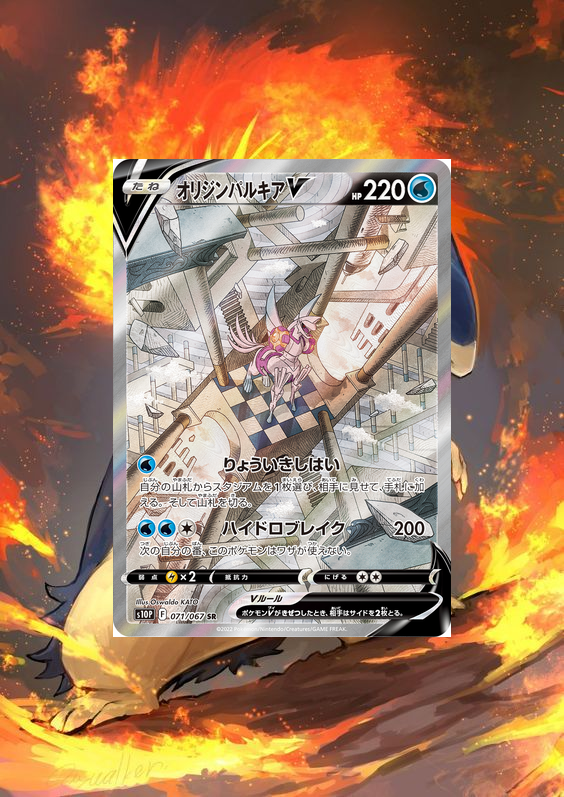 たね オリジンパルキアV HP 220
りょういきしはい
自分の山札からスタジアムを1枚選び、相手に見せて、手札に加
える。そして山札を切る。
ハイドロブレイク 200
次の自分の番、このポケモンはワザが使えない。
弱点 ×2 抵抗力 にげる
Illus. Oswaldo KATO
Vルール
s10P F 071/067 SR
ポケモンVがきぜつしたとき、相手はサイドを2枚とる。
©2022 Pokémon/Nintendo/Creatures/GAME FREAK.